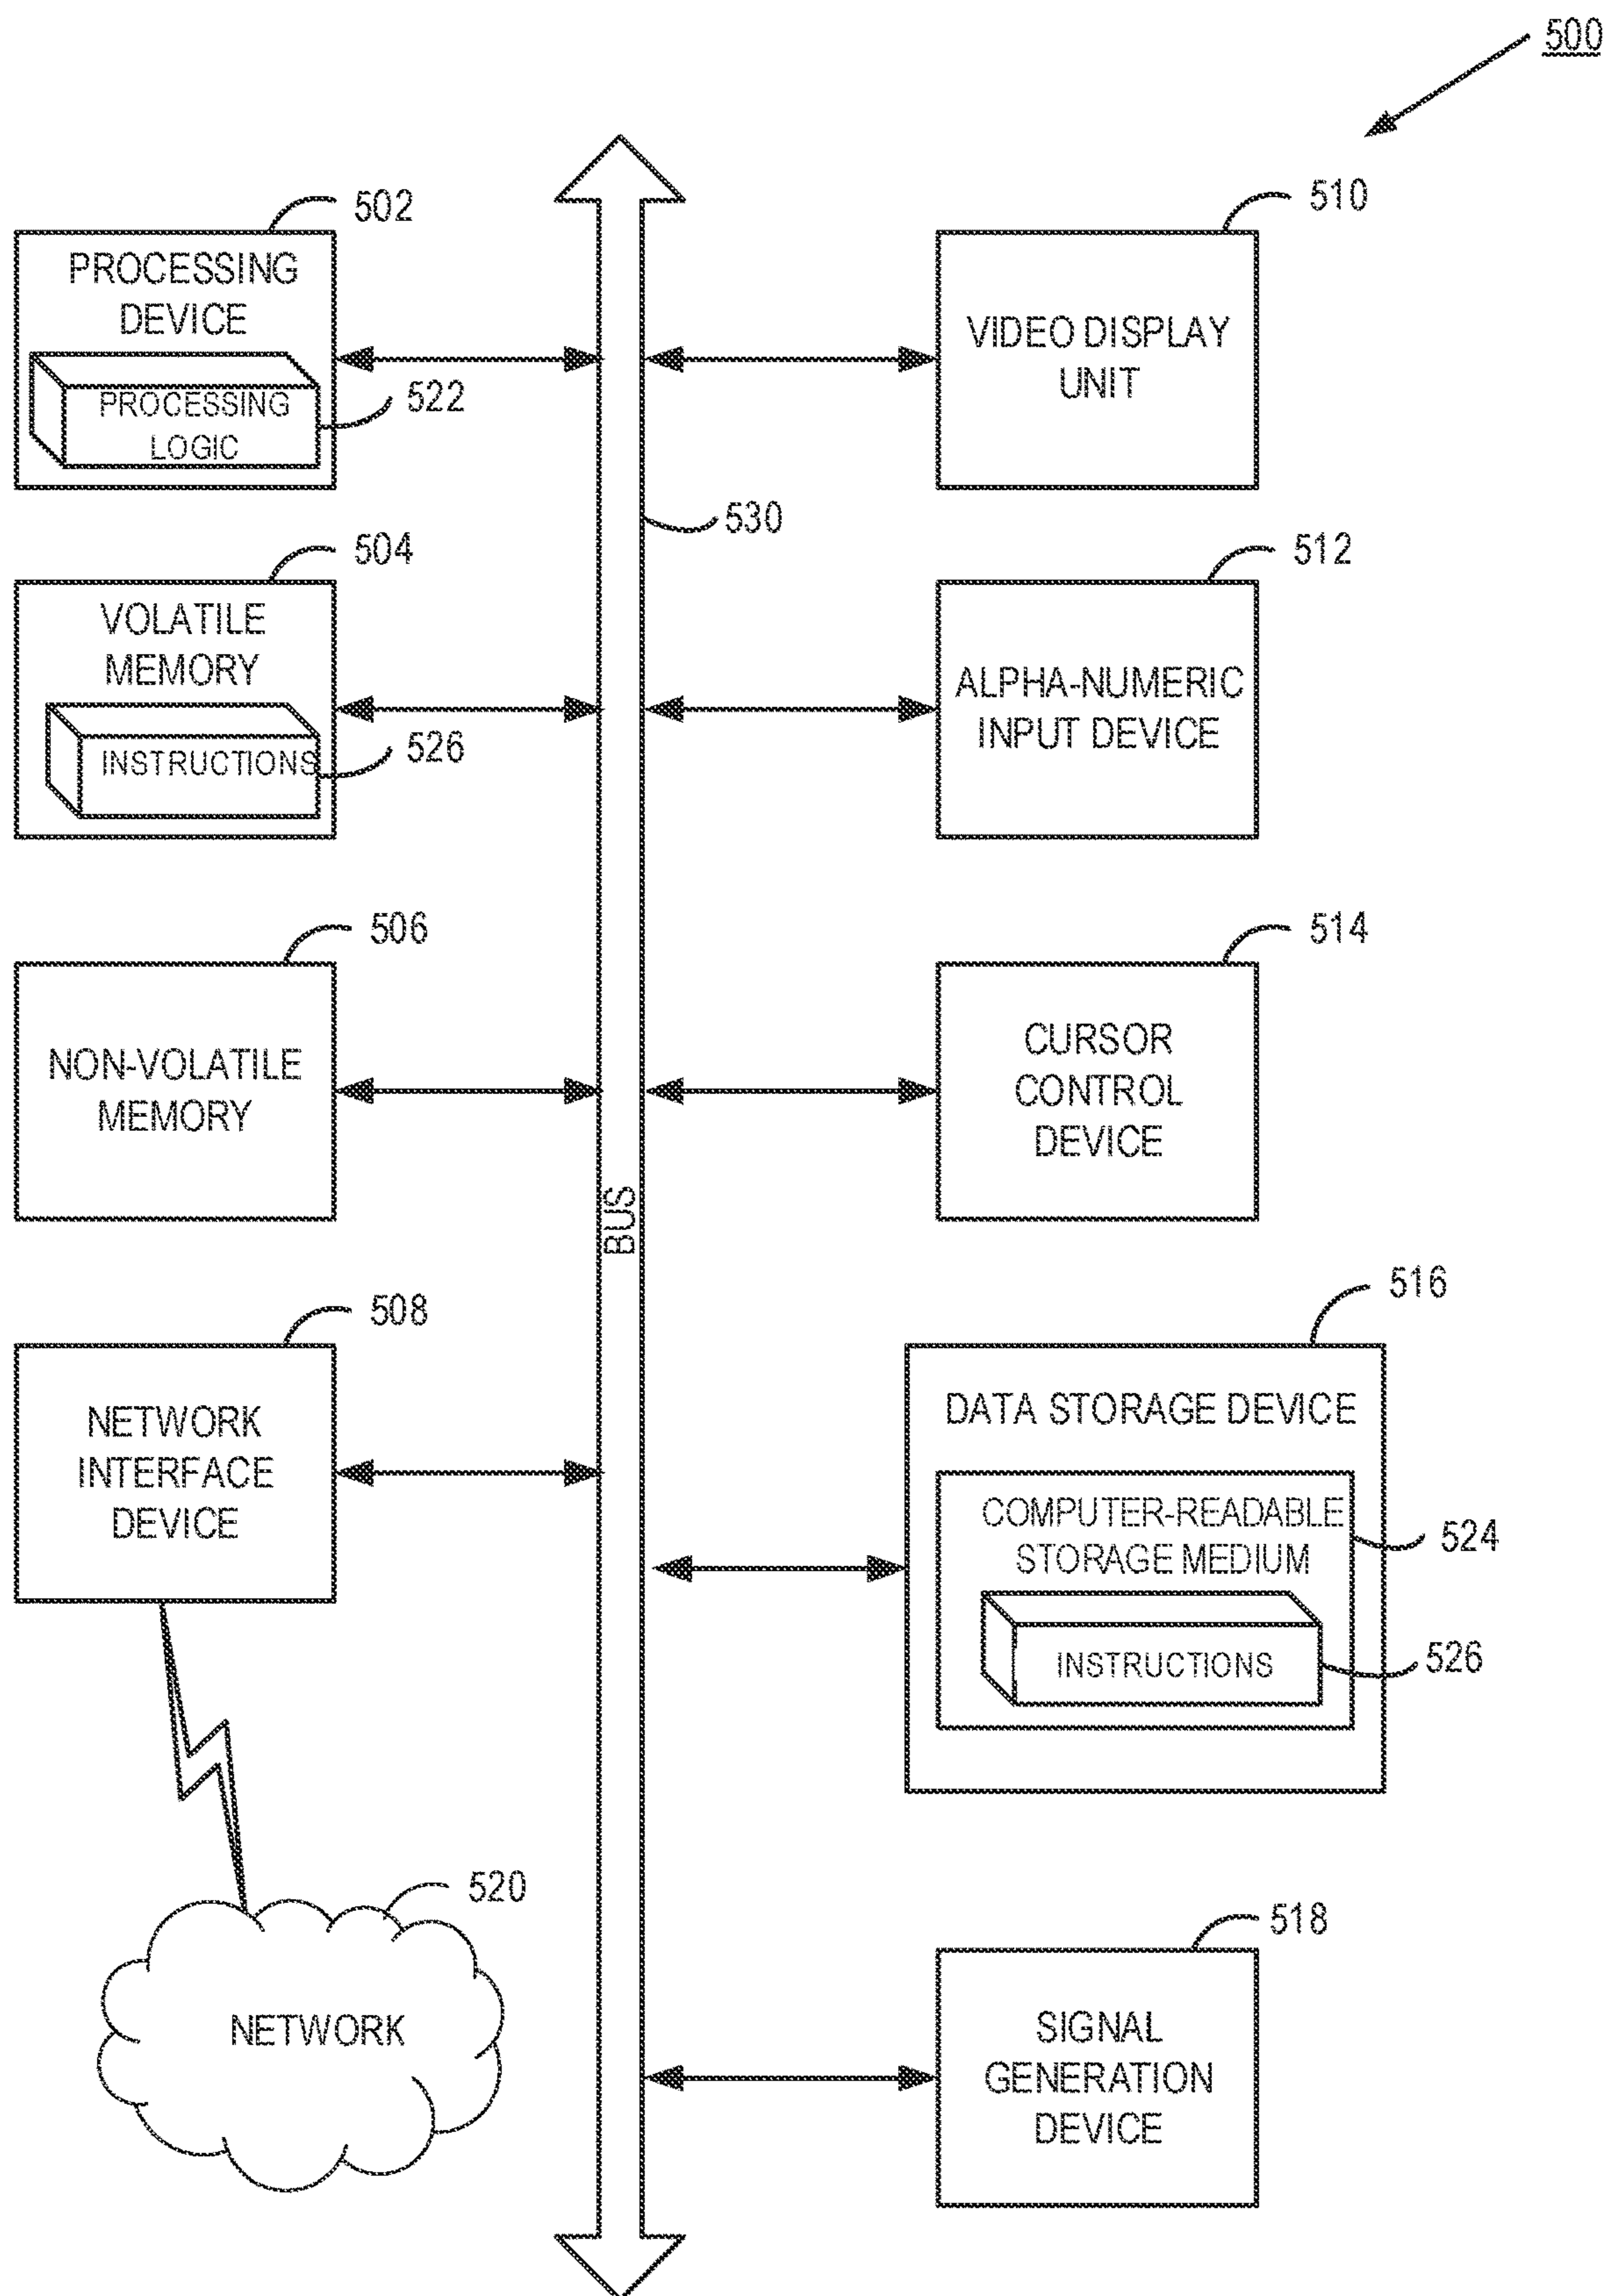 500
502
PROCESSING
DEVICE
PROCESSING
LOGIC
522
504
VOLATILE
MEMORY
INSTRUCTIONS
526
506
NON-VOLATILE
MEMORY
508
NETWORK
INTERFACE
DEVICE
520
NETWORK
530
BUS
510
VIDEO DISPLAY
UNIT
512
ALPHA-NUMERIC
INPUT DEVICE
514
CURSOR
CONTROL
DEVICE
516
DATA STORAGE DEVICE
COMPUTER-READABLE
STORAGE MEDIUM
524
INSTRUCTIONS
526
518
SIGNAL
GENERATION
DEVICE